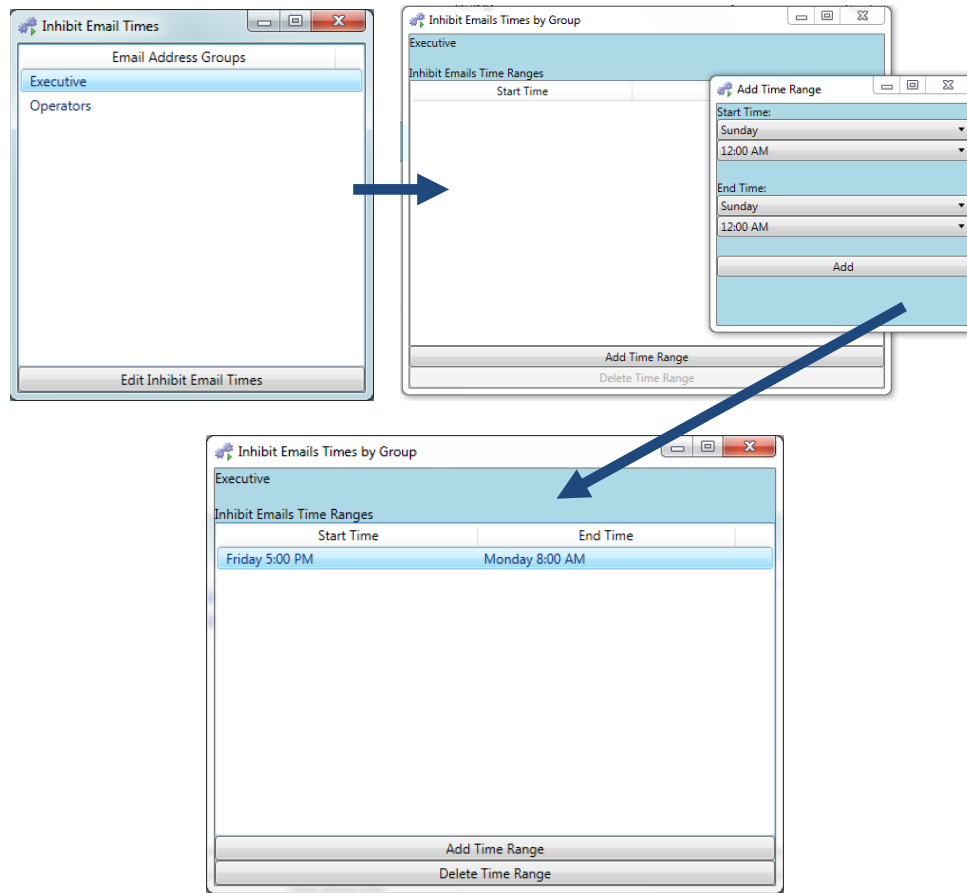 Inhibit Email Times
Email Address Groups
Executive
Operators
Edit Inhibit Email Times
Inhibit Emails Times by Group
Executive
Inhibit Emails Time Ranges
Start Time
Add Time Range
Delete Time Range
Add Time Range
Start Time:
Sunday
12:00 AM
End Time:
Sunday
12:00 AM
Add
Inhibit Emails Times by Group
Executive
Inhibit Emails Time Ranges
Start Time End Time
Friday 5:00 PM Monday 8:00 AM
Add Time Range
Delete Time Range